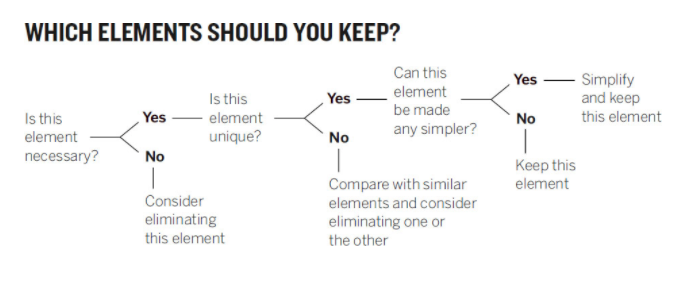 WHICH ELEMENTS SHOULD YOU KEEP?
Is this
element
necessary?
Yes
No
Consider
eliminating
this element
Is this
element
unique?
Yes
No
Compare with similar
elements and consider
eliminating one or
the other
Can this
element
be made
any simpler?
Yes
No
Keep this
element
Simplify
and keep
this element